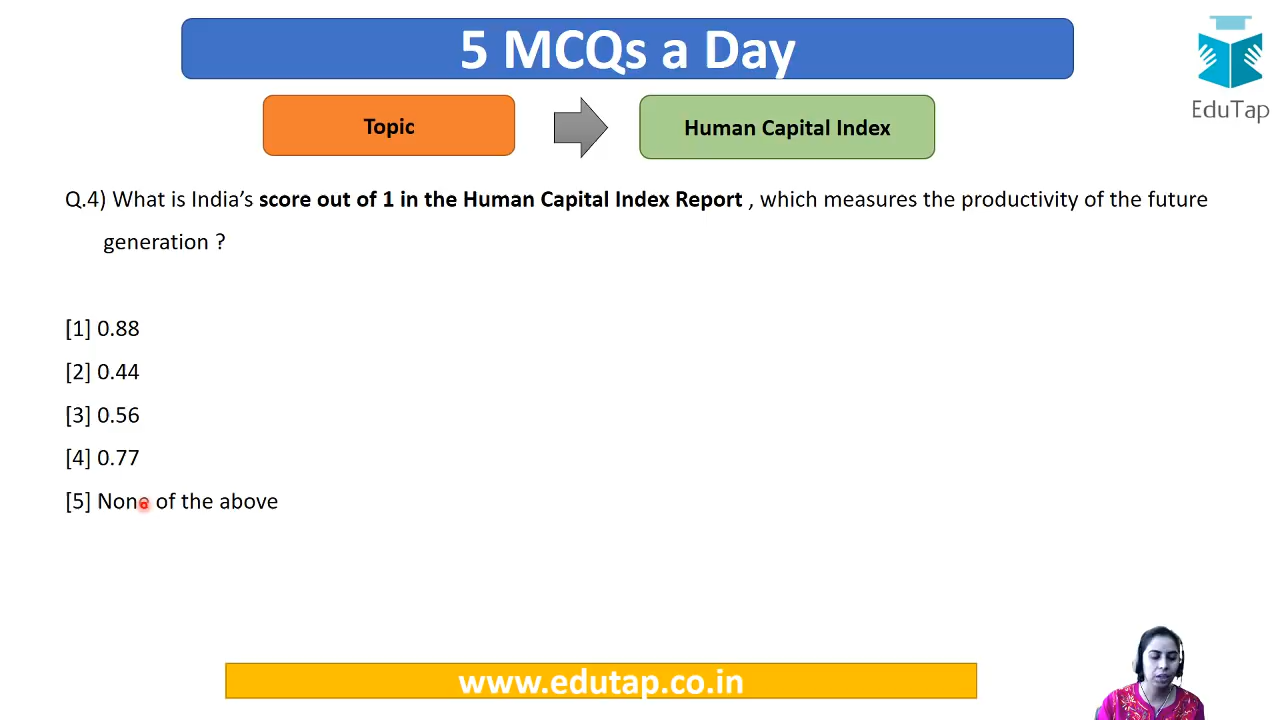 5 MCQs a Day
EduTap
Topic
Human Capital Index
Q.4) What is India’s score out of 1 in the Human Capital Index Report , which measures the productivity of the future
generation ?
[1] 0.88
[2] 0.44
[3] 0.56
[4] 0.77
[5] None of the above
www.edutap.co.in